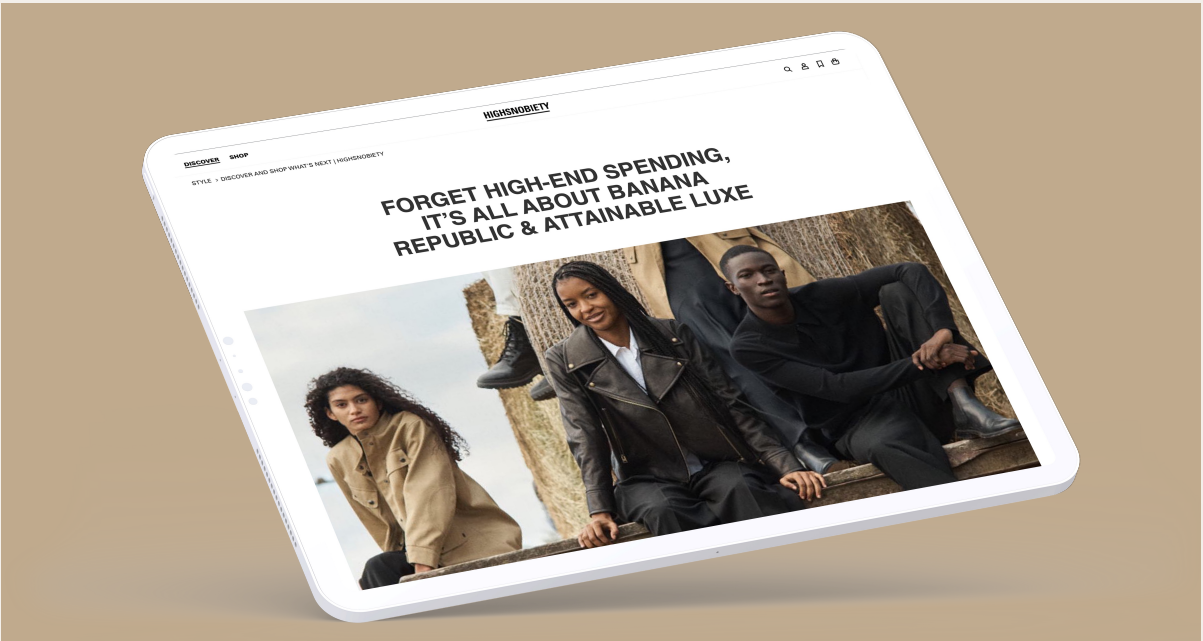 HIGHSNOBIETY
DISCOVER SHOP
STYLE > DISCOVER AND SHOP WHAT'S NEXT | HIGHSNOBIETY
FORGET HIGH-END SPENDING,
IT'S ALL ABOUT BANANA
REPUBLIC & ATTAINABLE LUXE